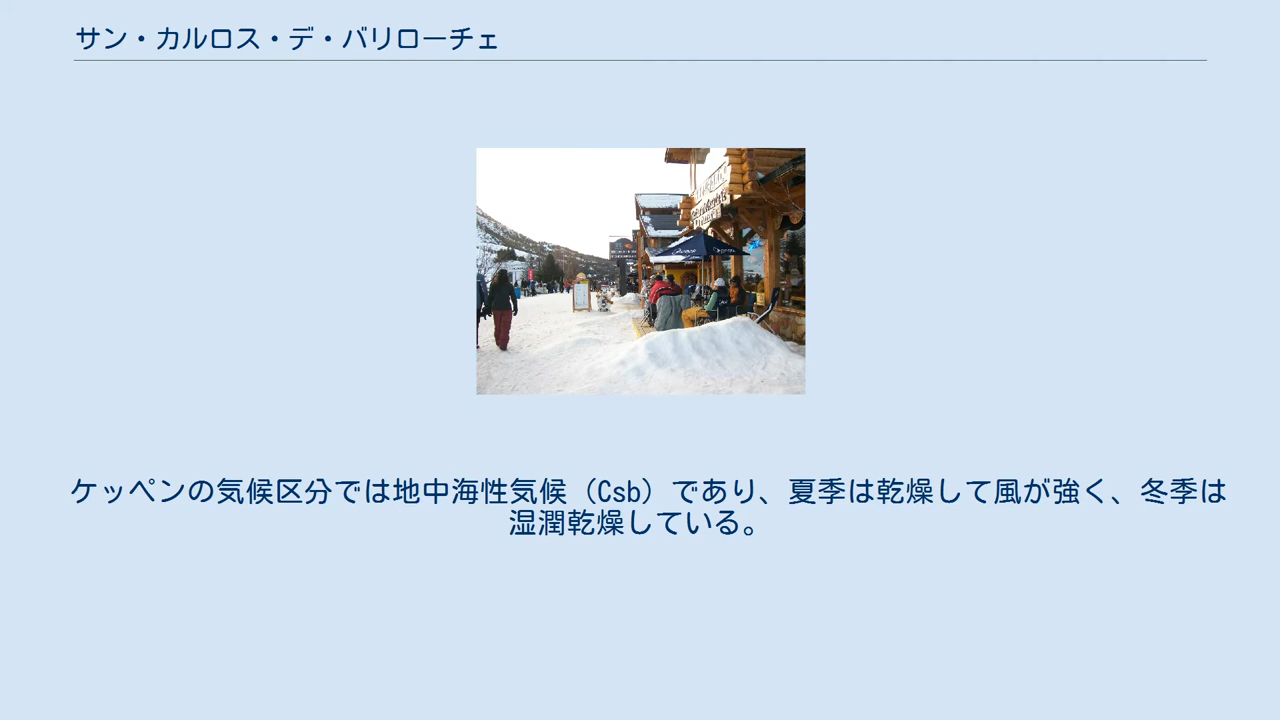 サン・カルロス・デ・バリローチェ
ケッペンの気候区分では地中海性気候（Csb）であり、夏季は乾燥して風が強く、冬季は
湿潤乾燥している。